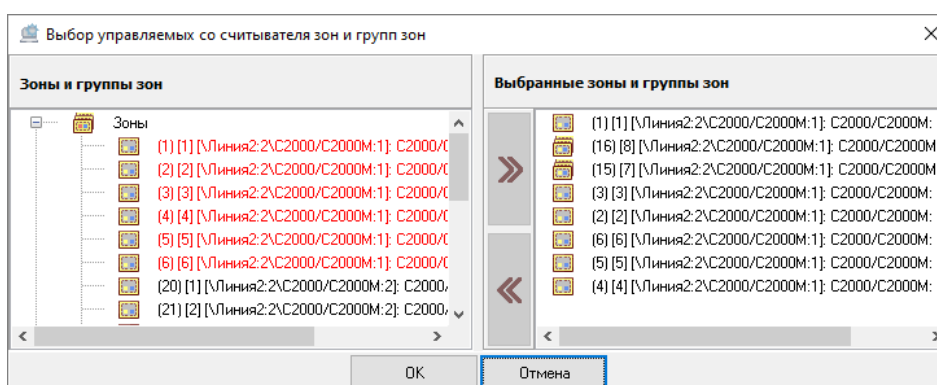 Выбор управляемых со считывателя зон и групп зон
Зоны и группы зон
Зоны
(1) [1] [\Линия2:2\С2000/С2000М:1]: С2000/С
(2) [2] [\Линия2:2\С2000/С2000М:1]: С2000/С
(3) [3] [\Линия2:2\С2000/С2000М:1]: С2000/С
(4) [4] [\Линия2:2\С2000/С2000М:1]: С2000/С
(5) [5] [\Линия2:2\С2000/С2000М:1]: С2000/С
(6) [6] [\Линия2:2\С2000/С2000М:1]: С2000/С
(20) [1] [\Линия2:2\С2000/С2000М:2]: С2000/
(21) [2] [\Линия2:2\С2000/С2000М:2]: С2000/
Выбранные зоны и группы зон
(1) [1] [\Линия2:2\С2000/С2000М:1]: С2000/С2000М:
(16) [8] [\Линия2:2\С2000/С2000М:1]: С2000/С2000М
(15) [7] [\Линия2:2\С2000/С2000М:1]: С2000/С2000М
(3) [3] [\Линия2:2\С2000/С2000М:1]: С2000/С2000М:
(2) [2] [\Линия2:2\С2000/С2000М:1]: С2000/С2000М:
(6) [6] [\Линия2:2\С2000/С2000М:1]: С2000/С2000М:
(5) [5] [\Линия2:2\С2000/С2000М:1]: С2000/С2000М:
(4) [4] [\Линия2:2\С2000/С2000М:1]: С2000/С2000М:
OK
Отмена